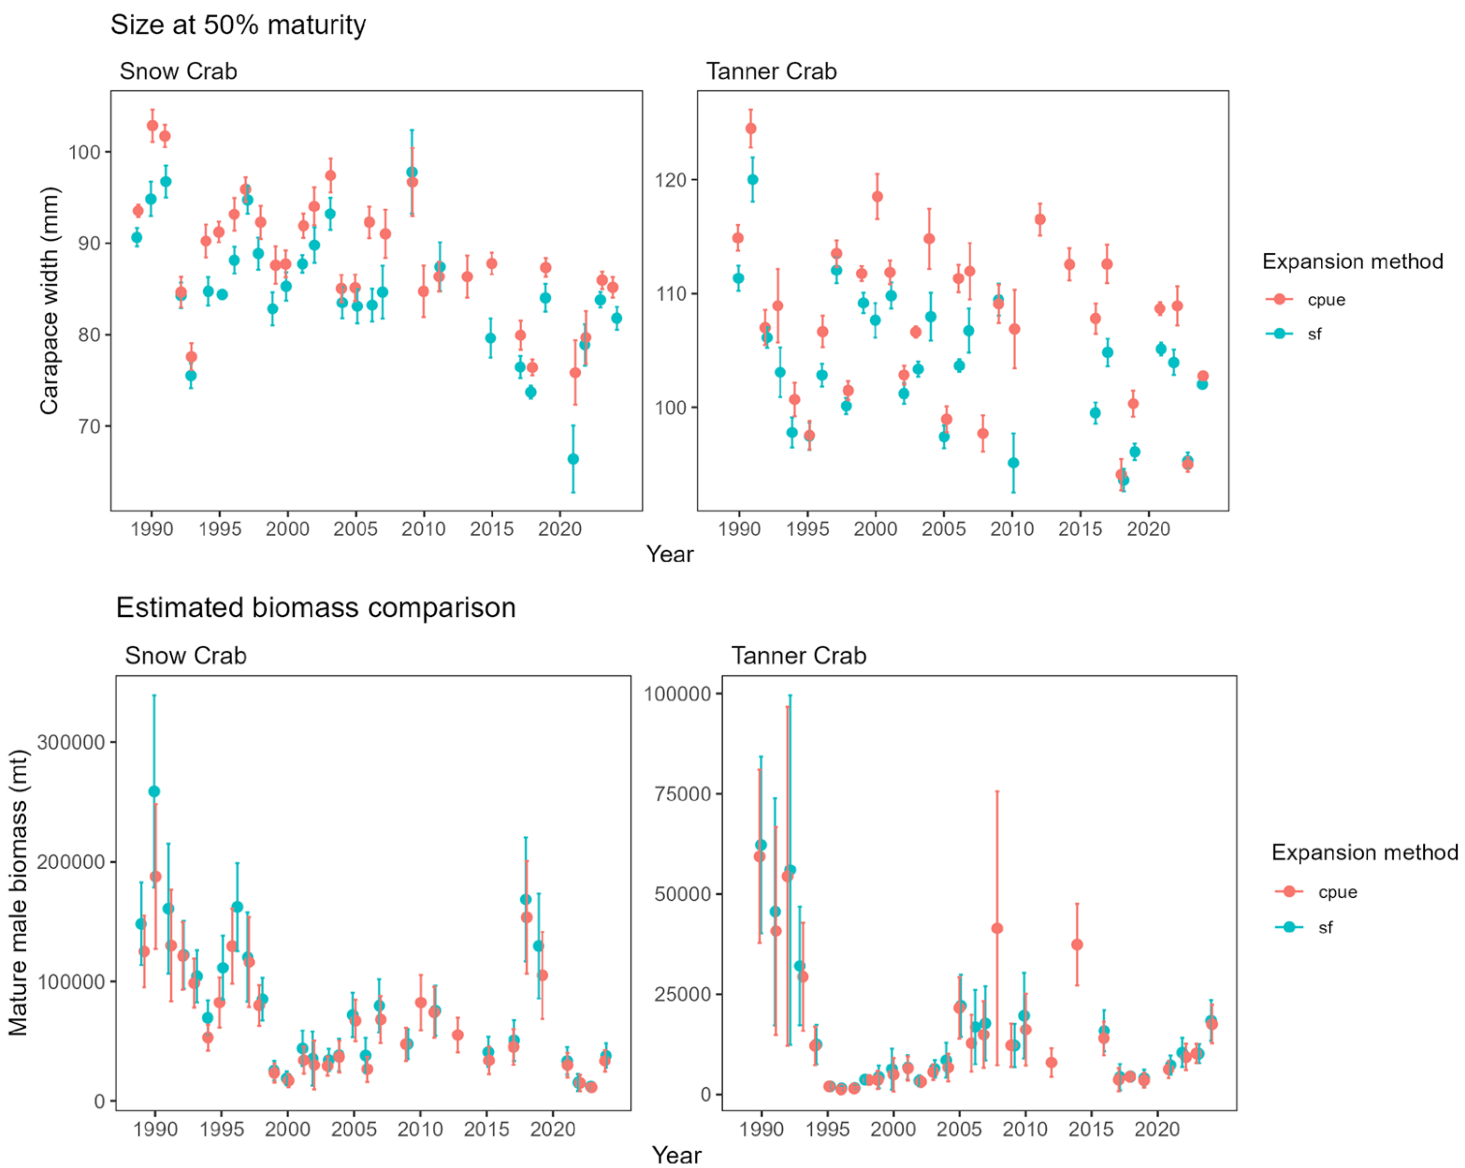 Size at 50% maturity
Snow Crab
Tanner Crab
Carapace width (mm)
100
90
80
70
120
110
100
1990 1995 2000 2005 2010 2015 2020
1990 1995 2000 2005 2010 2015 2020
Year
Expansion method
cpue
sf
Estimated biomass comparison
Snow Crab
Tanner Crab
Mature male biomass (mt)
300000
200000
100000
0
100000
75000
50000
25000
0
1990 1995 2000 2005 2010 2015 2020
1990 1995 2000 2005 2010 2015 2020
Year
Expansion method
cpue
sf